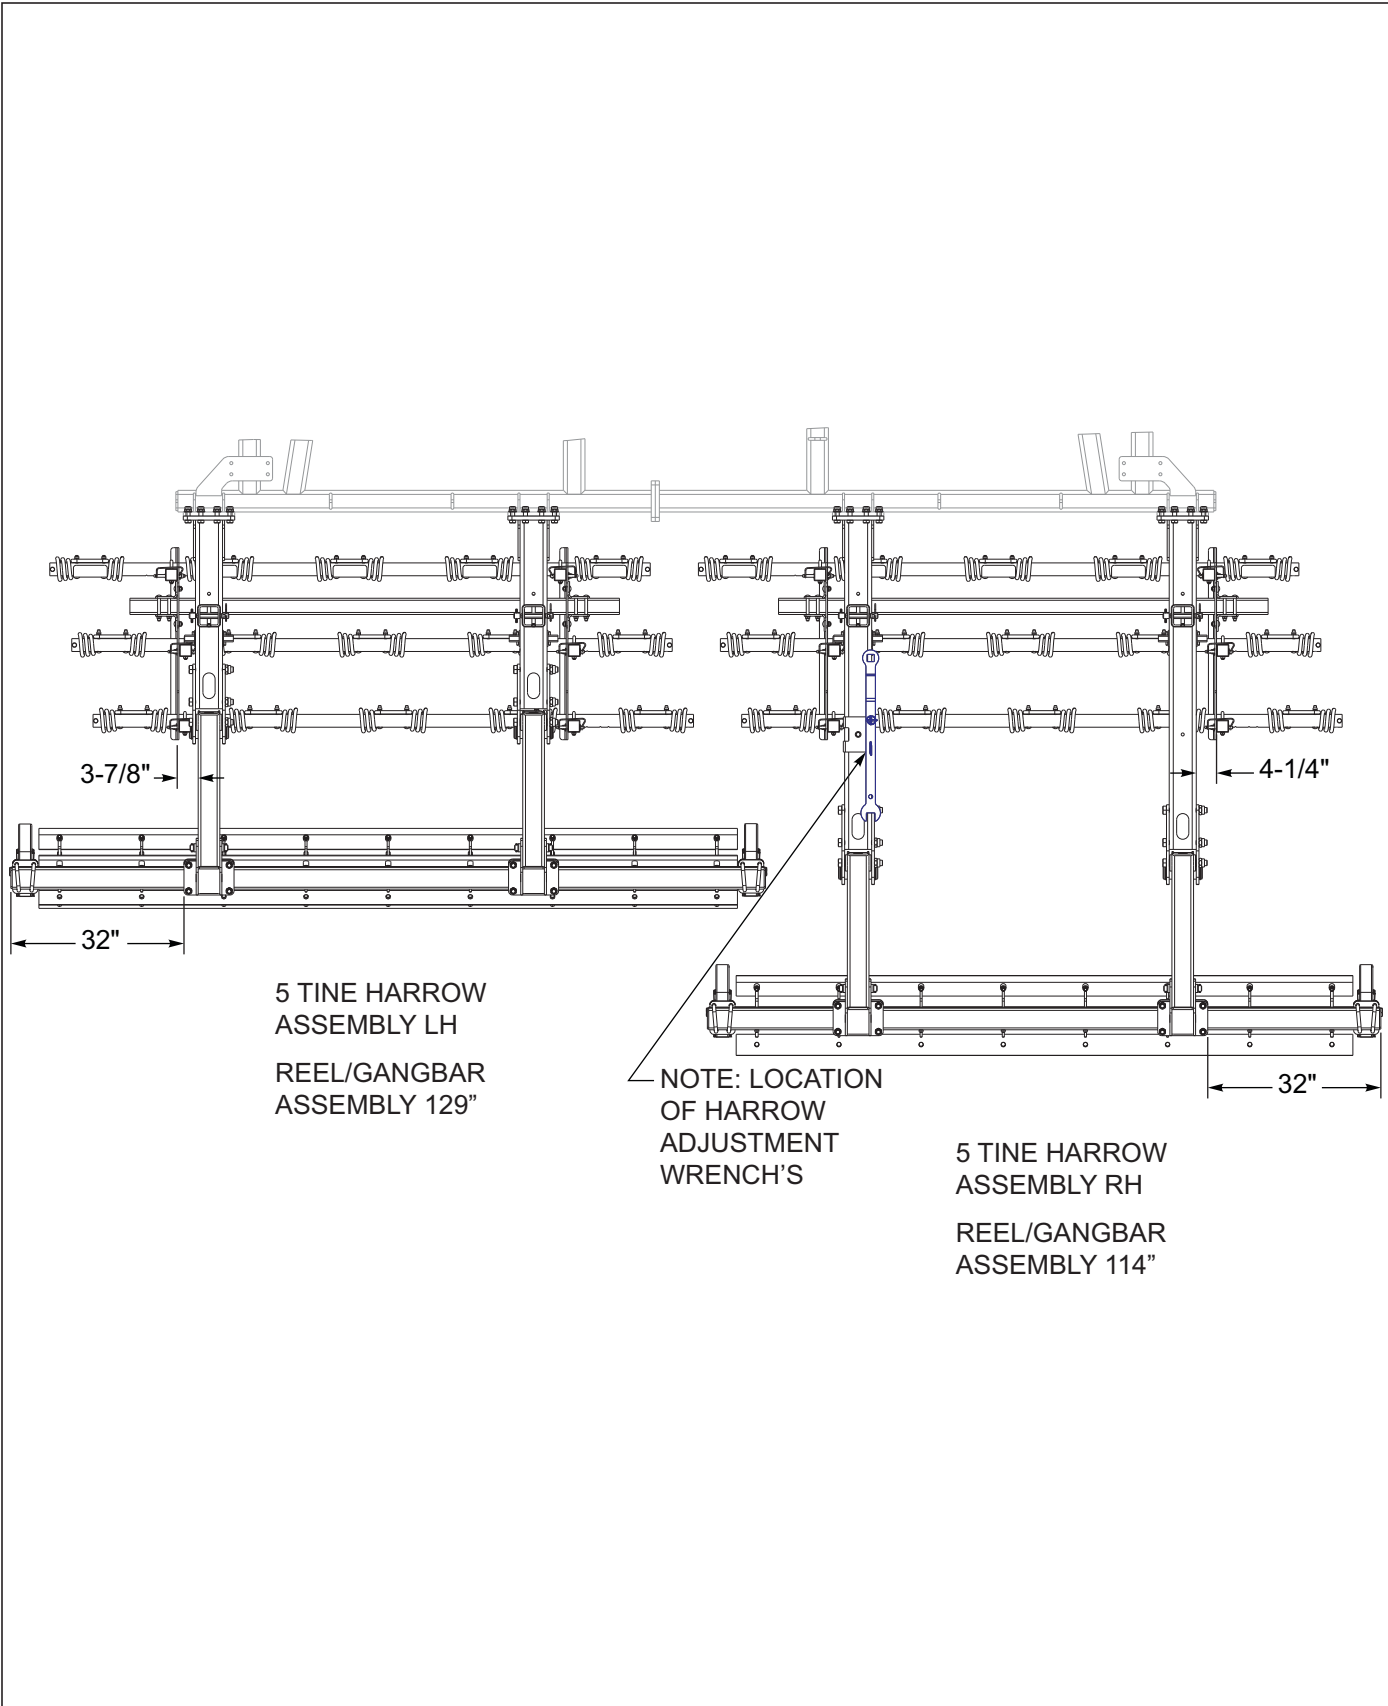 3-7/8"
4-1/4"
32"
5 TINE HARROW
ASSEMBLY LH
REEL/GANGBAR
ASSEMBLY 129”
NOTE: LOCATION
OF HARROW
ADJUSTMENT
WRENCH’S
32"
5 TINE HARROW
ASSEMBLY RH
REEL/GANGBAR
ASSEMBLY 114”